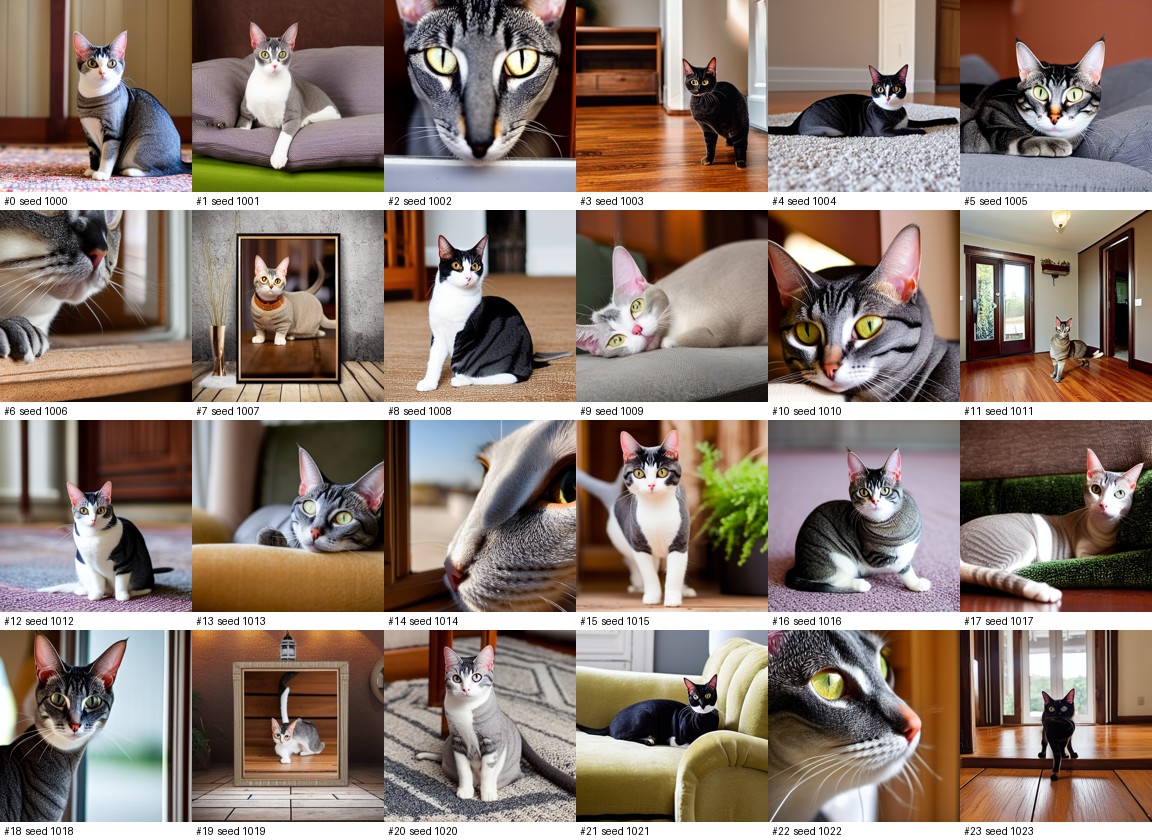 #0 seed 1000
#1 seed 1001
#2 seed 1002
#3 seed 1003
#4 seed 1004
#5 seed 1005
#6 seed 1006
#7 seed 1007
#8 seed 1008
#9 seed 1009
#10 seed 1010
#11 seed 1011
#12 seed 1012
#13 seed 1013
#14 seed 1014
#15 seed 1015
#16 seed 1016
#17 seed 1017
#18 seed 1018
#19 seed 1019
#20 seed 1020
#21 seed 1021
#22 seed 1022
#23 seed 1023